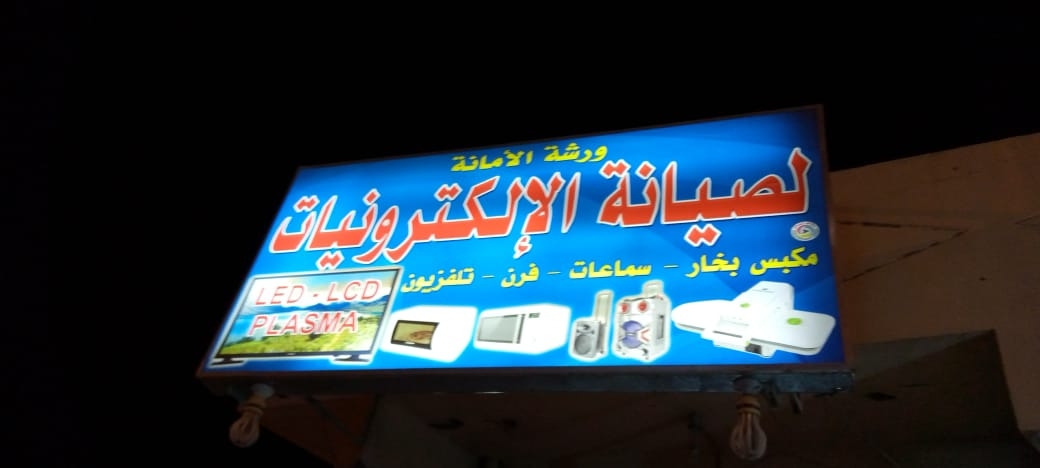 ورشة الأمانة
لصيانة الإلكترونيات
مكبس بخار - سماعات - فرن - تلفزيون
LED - LCD
PLASMA